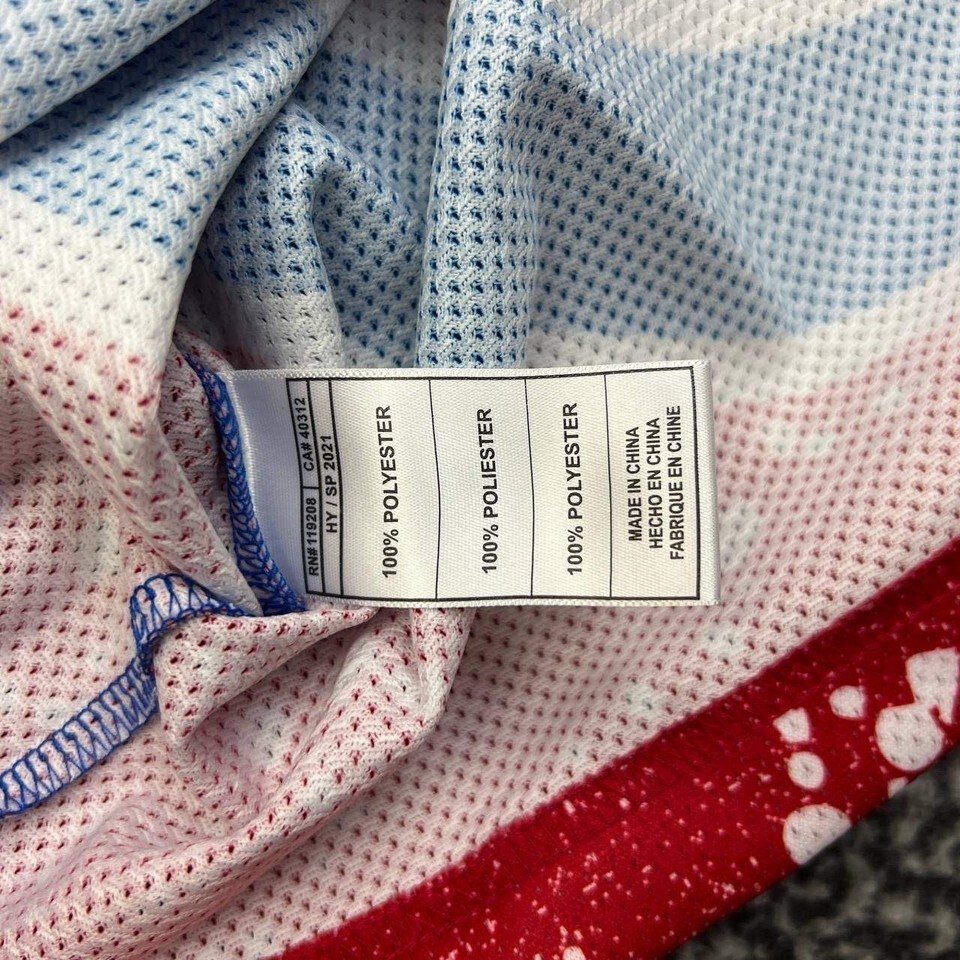 RN# 119208 | CA# 40312
HY / SP 2021
100% POLYESTER
100% POLIESTER
100% POLYESTER
MADE IN CHINA
HECHO EN CHINA
FABRIQUE EN CHINE